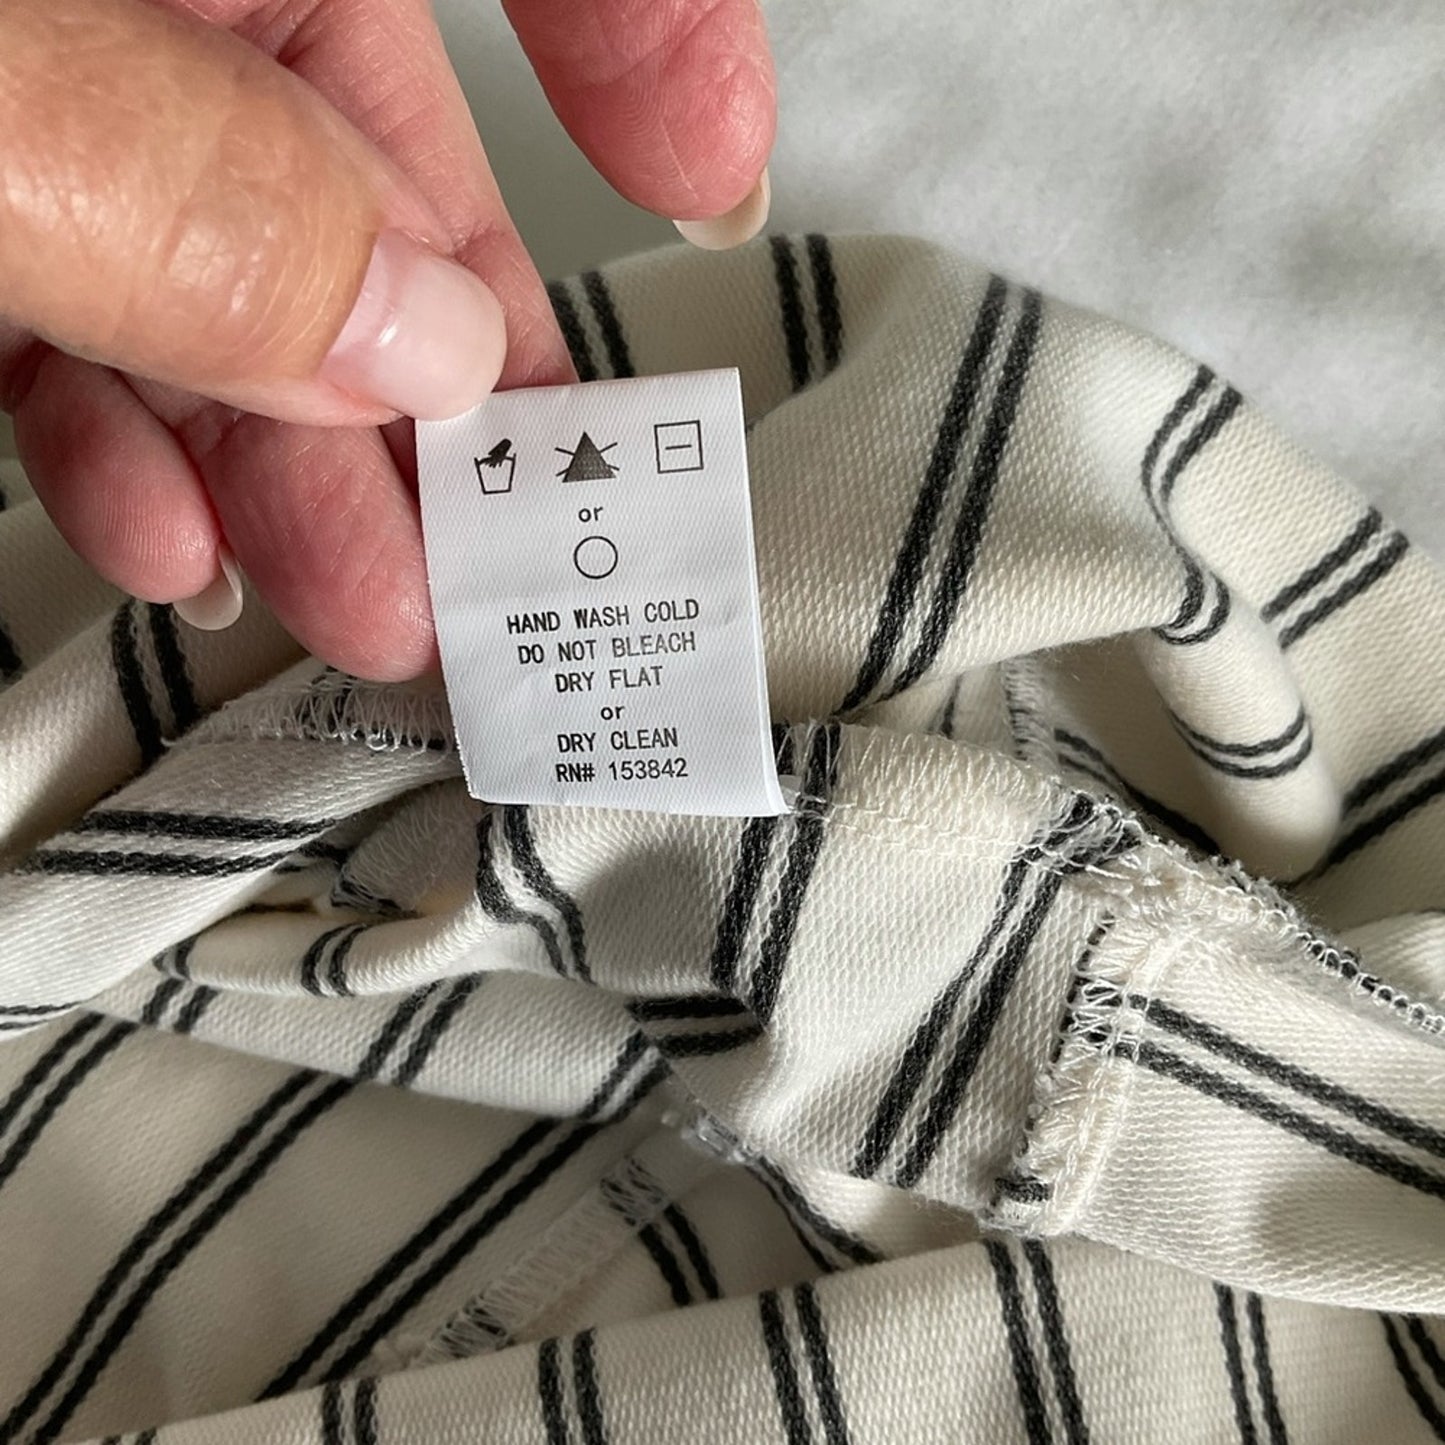 or
HAND WASH COLD
DO NOT BLEACH
DRY FLAT
or
DRY CLEAN
RN# 153842